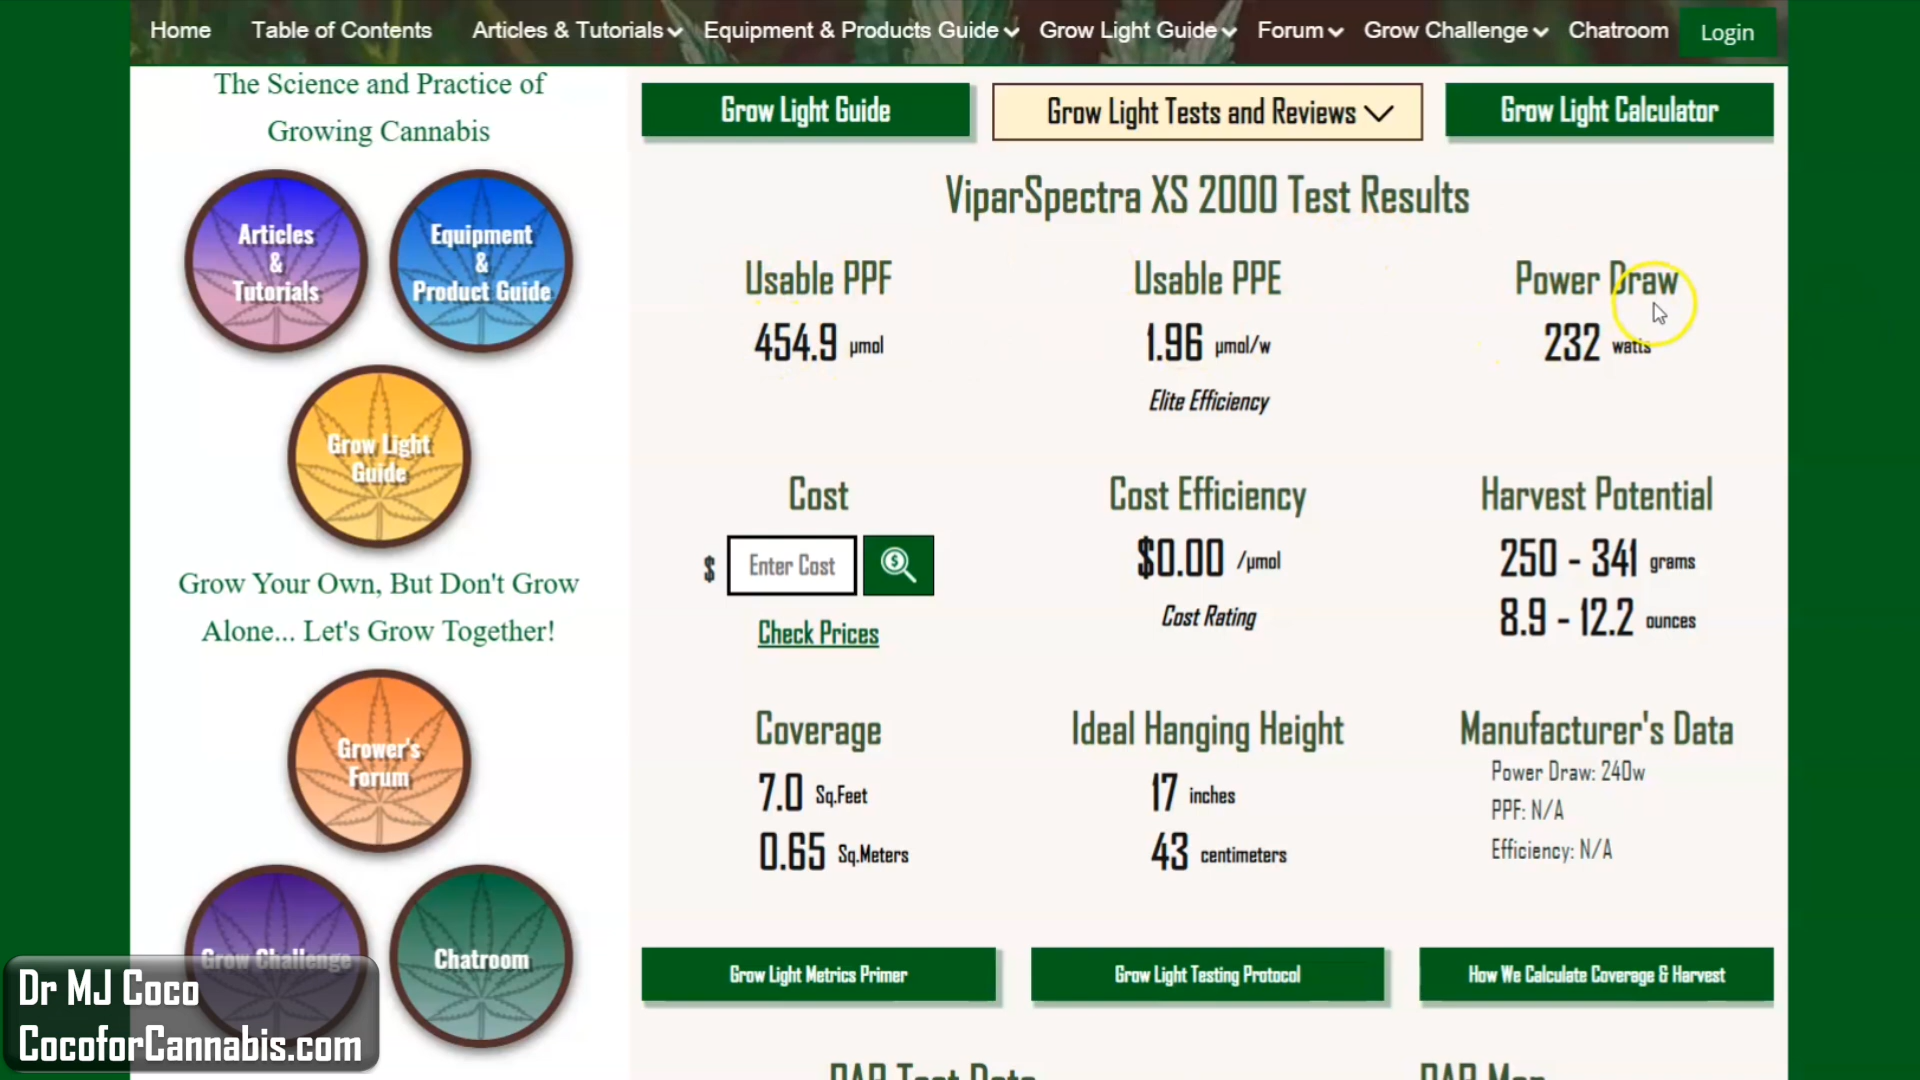 Home Table of Contents Articles & Tutorials Equipment & Products Guide Grow Light Guide Forum Grow Challenge Chatroom Login
The Science and Practice of
Growing Cannabis
Articles
&
Tutorials
Equipment
&
Product Guide
Grow Light
Guide
Grow Your Own, But Don't Grow
Alone... Let's Grow Together!
Grower's
Forum
Grow Challenge
Chatroom
Dr MJ Coco
CocoforCannabis.com
Grow Light Guide
Grow Light Tests and Reviews
Grow Light Calculator
ViparSpectra XS 2000 Test Results
Usable PPF
454.9 µmol
Usable PPE
1.96 µmol/w
Elite Efficiency
Power Draw
232 watts
Cost
$ Enter Cost $
Check Prices
Cost Efficiency
$0.00 /µmol
Cost Rating
Harvest Potential
250 - 341 grams
8.9 - 12.2 ounces
Coverage
7.0 Sq.Feet
0.65 Sq.Meters
Ideal Hanging Height
17 inches
43 centimeters
Manufacturer's Data
Power Draw: 240w
PPF: N/A
Efficiency: N/A
Grow Light Metrics Primer
Grow Light Testing Protocol
How We Calculate Coverage & Harvest
PAR Test Data
PAR Map